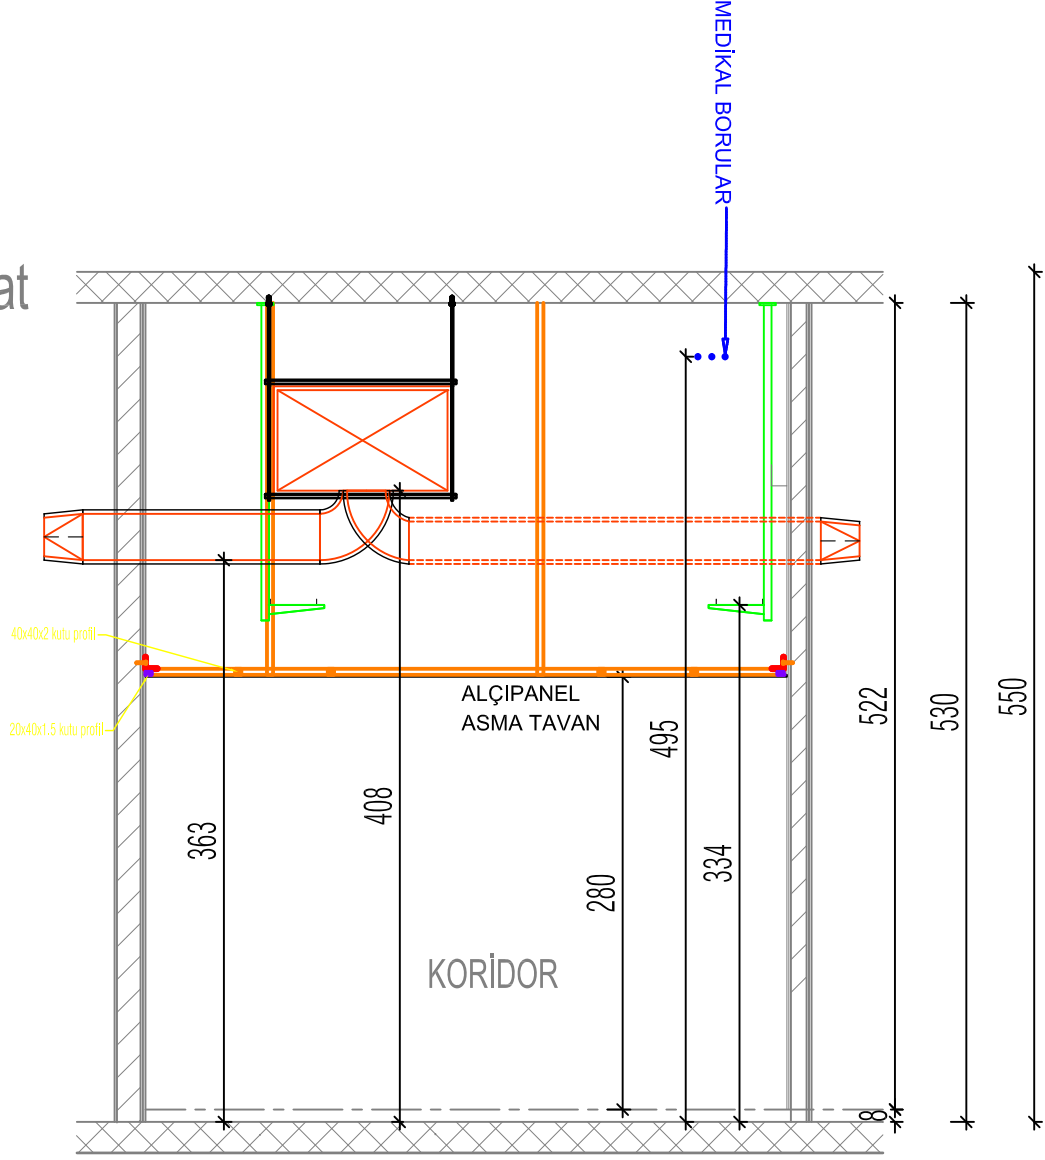 MEDİKAL BORULAR
at
40x40x2 kutu profil
20x40x1.5 kutu profil
ALÇIPANEL
ASMA TAVAN
363
408
280
495
334
522
530
550
8
KORİDOR